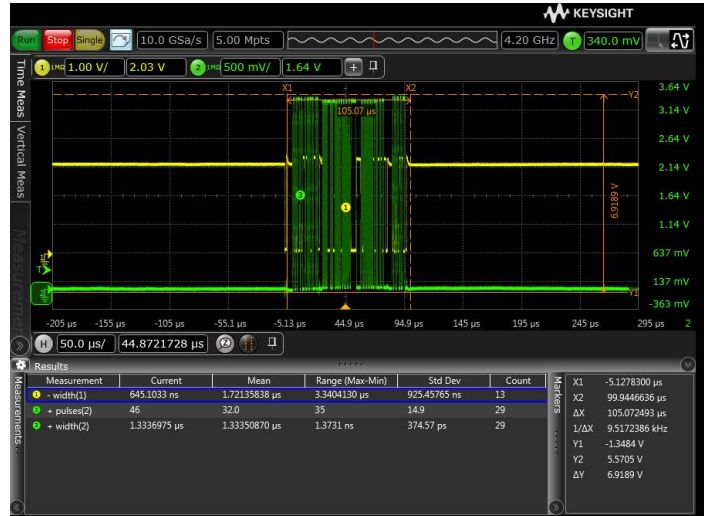 KEYSIGHT
Run Stop Single 10.0 GSa/s 5.00 Mpts 4.20 GHz T 340.0 mV
1 1MΩ 1.00 V/ 2.03 V 2 1MΩ 500 mV/ 1.64 V +
Time Meas
Vertical Meas
Measurements
X1 X2
105.07 µs
Y2
6.9189 V
Y1
3 1
T
3.64 V
3.14 V
2.64 V
2.14 V
1.64 V
1.14 V
637 mV
137 mV
-363 mV
-205 µs -155 µs -105 µs -55.1 µs -5.13 µs 44.9 µs 94.9 µs 145 µs 195 µs 245 µs 295 µs 2
H 50.0 µs/ 44.8721728 µs
Results
Measurements
Measurement Current Mean Range (Max-Min) Std Dev Count
1 - width(1) 645.1033 ns 1.72135838 µs 3.3404130 µs 925.45765 ns 13
2 + pulses(2) 46 32.0 35 14.9 29
3 + width(2) 1.3336975 µs 1.33350870 µs 1.3731 ns 374.57 ps 29
Markers
X1 -5.1278300 µs
X2 99.9446636 µs
ΔX 105.072493 µs
1/ΔX 9.5172386 kHz
Y1 -1.3484 V
Y2 5.5705 V
ΔY 6.9189 V